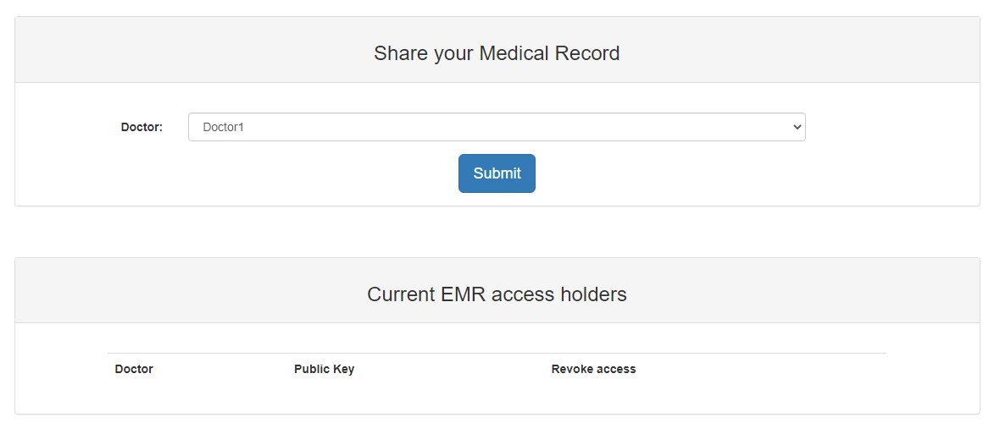 Share your Medical Record
Doctor: Doctor1
Submit
Current EMR access holders
Doctor Public Key Revoke access